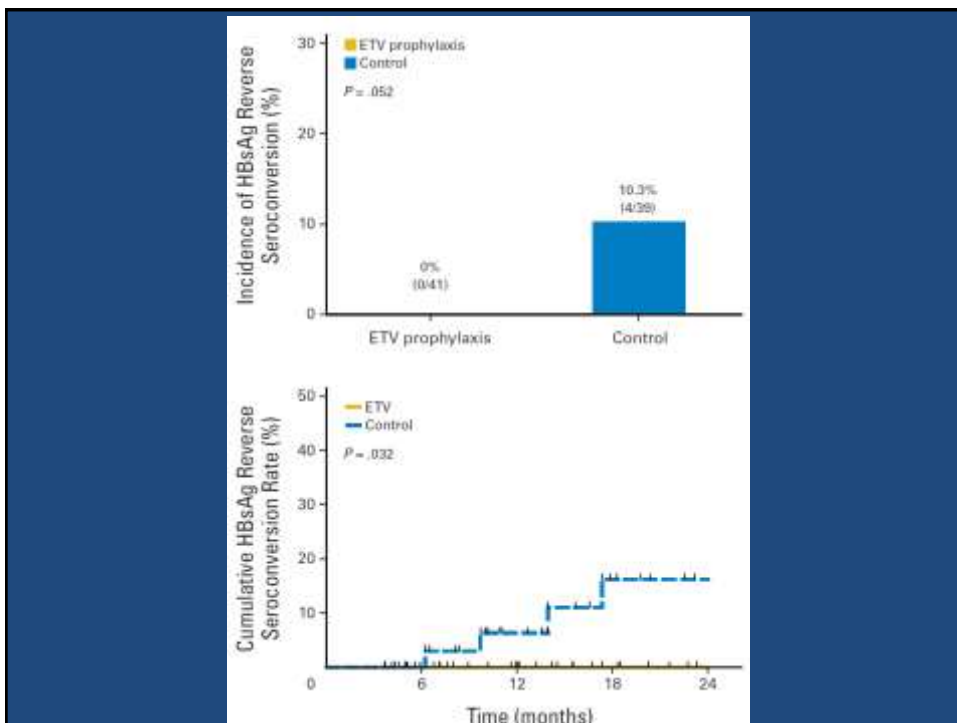 Incidence of HBsAg Reverse
Seroconversion (%)
30
20
10
0
ETV prophylaxis
Control
P = .052
0%
(0/41)
10.3%
(4/39)
ETV prophylaxis
Control
Cumulative HBsAg Reverse
Seroconversion Rate (%)
50
40
30
20
10
ETV
Control
P = .032
0
6
12
18
24
Time (months)